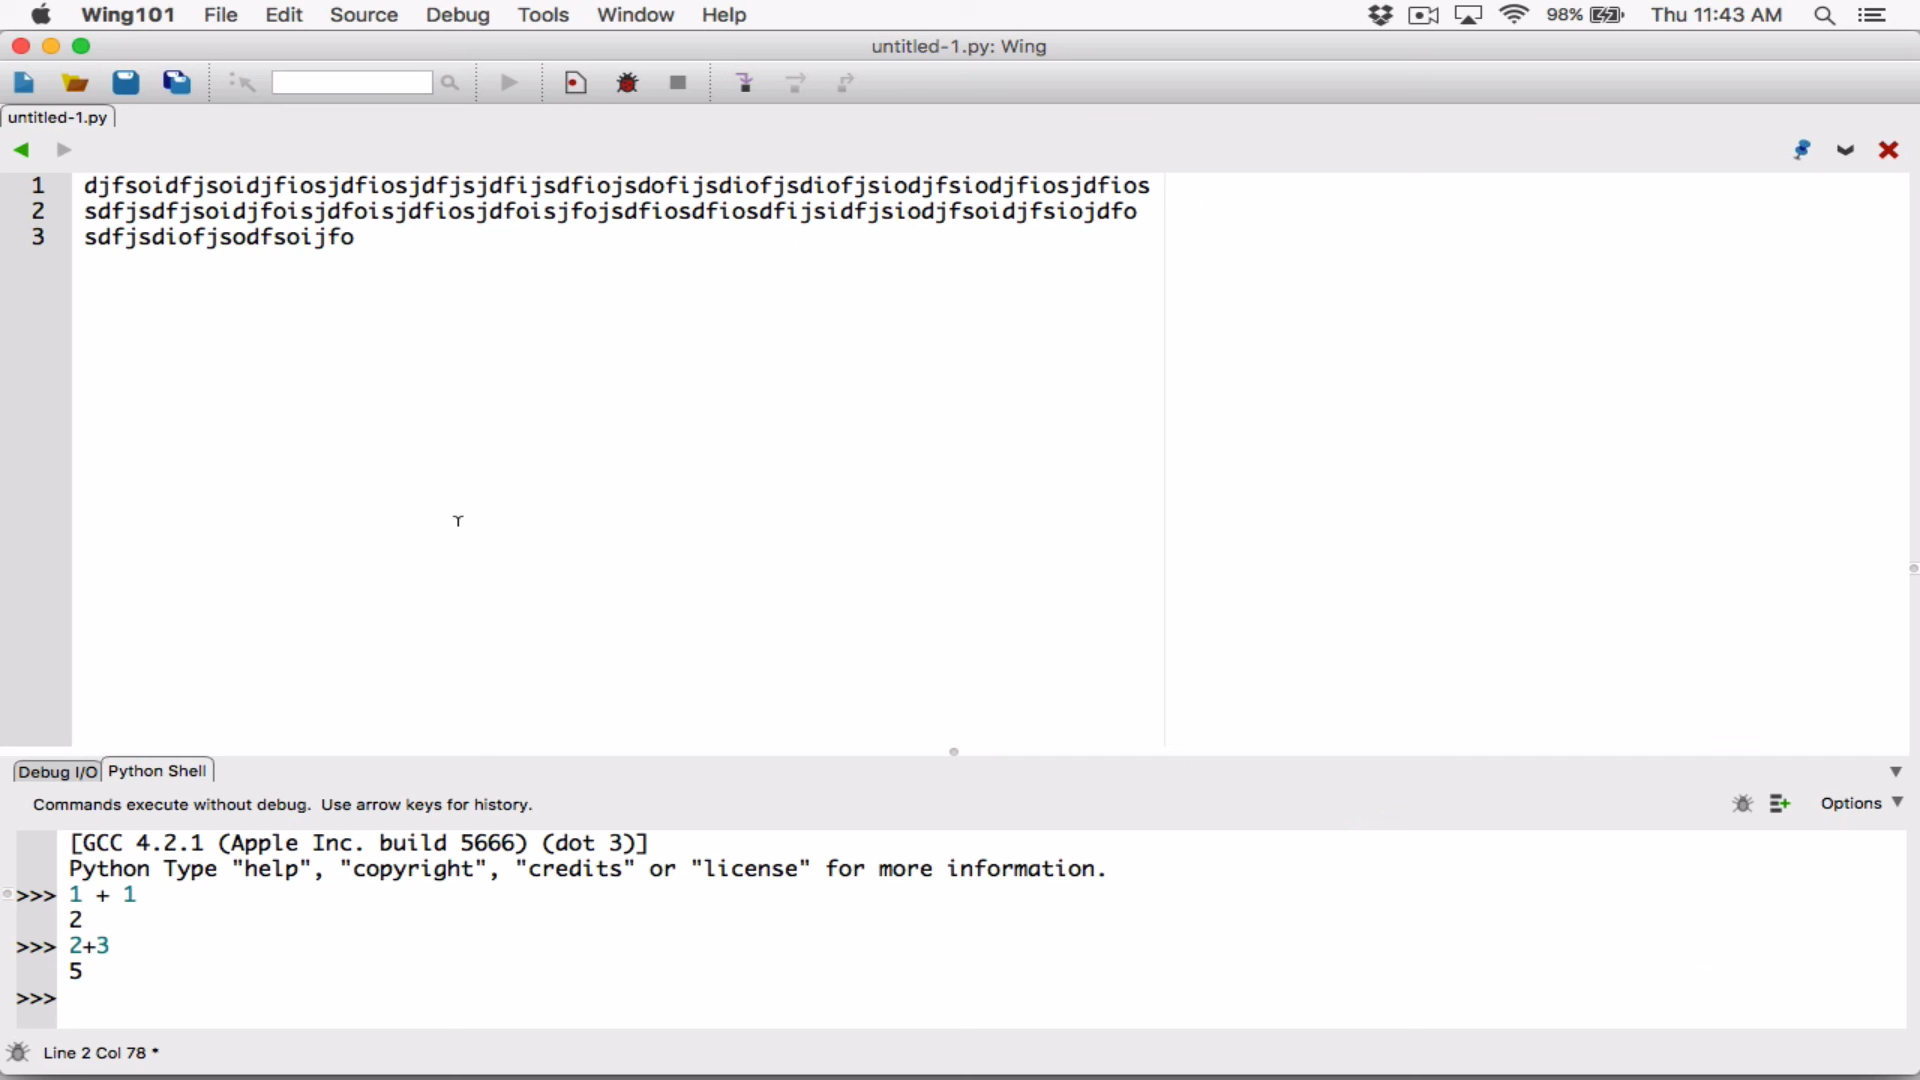 Wing101 File Edit Source Debug Tools Window Help 98% Thu 11:43 AM
untitled-1.py: Wing
untitled-1.py
1 djfsoidfjsoidjfiosjdfiosjdfjsjdfijsdfiojsdofijsdiofjsdiofjsiodjfsiodjfiosjdfios
2 sdfjsdfjsoidjfoisjdfoisjdfiosjdfoisjfojsdfiosdfiosdfijsidfjsiodjfsoidjfsiojdfo
3 sdfjsdiofjsodfsoijfo
Debug I/O Python Shell
Commands execute without debug. Use arrow keys for history.
Options
[GCC 4.2.1 (Apple Inc. build 5666) (dot 3)]
Python Type "help", "copyright", "credits" or "license" for more information.
>>> 1 + 1
2
>>> 2+3
5
>>>
Line 2 Col 78 *